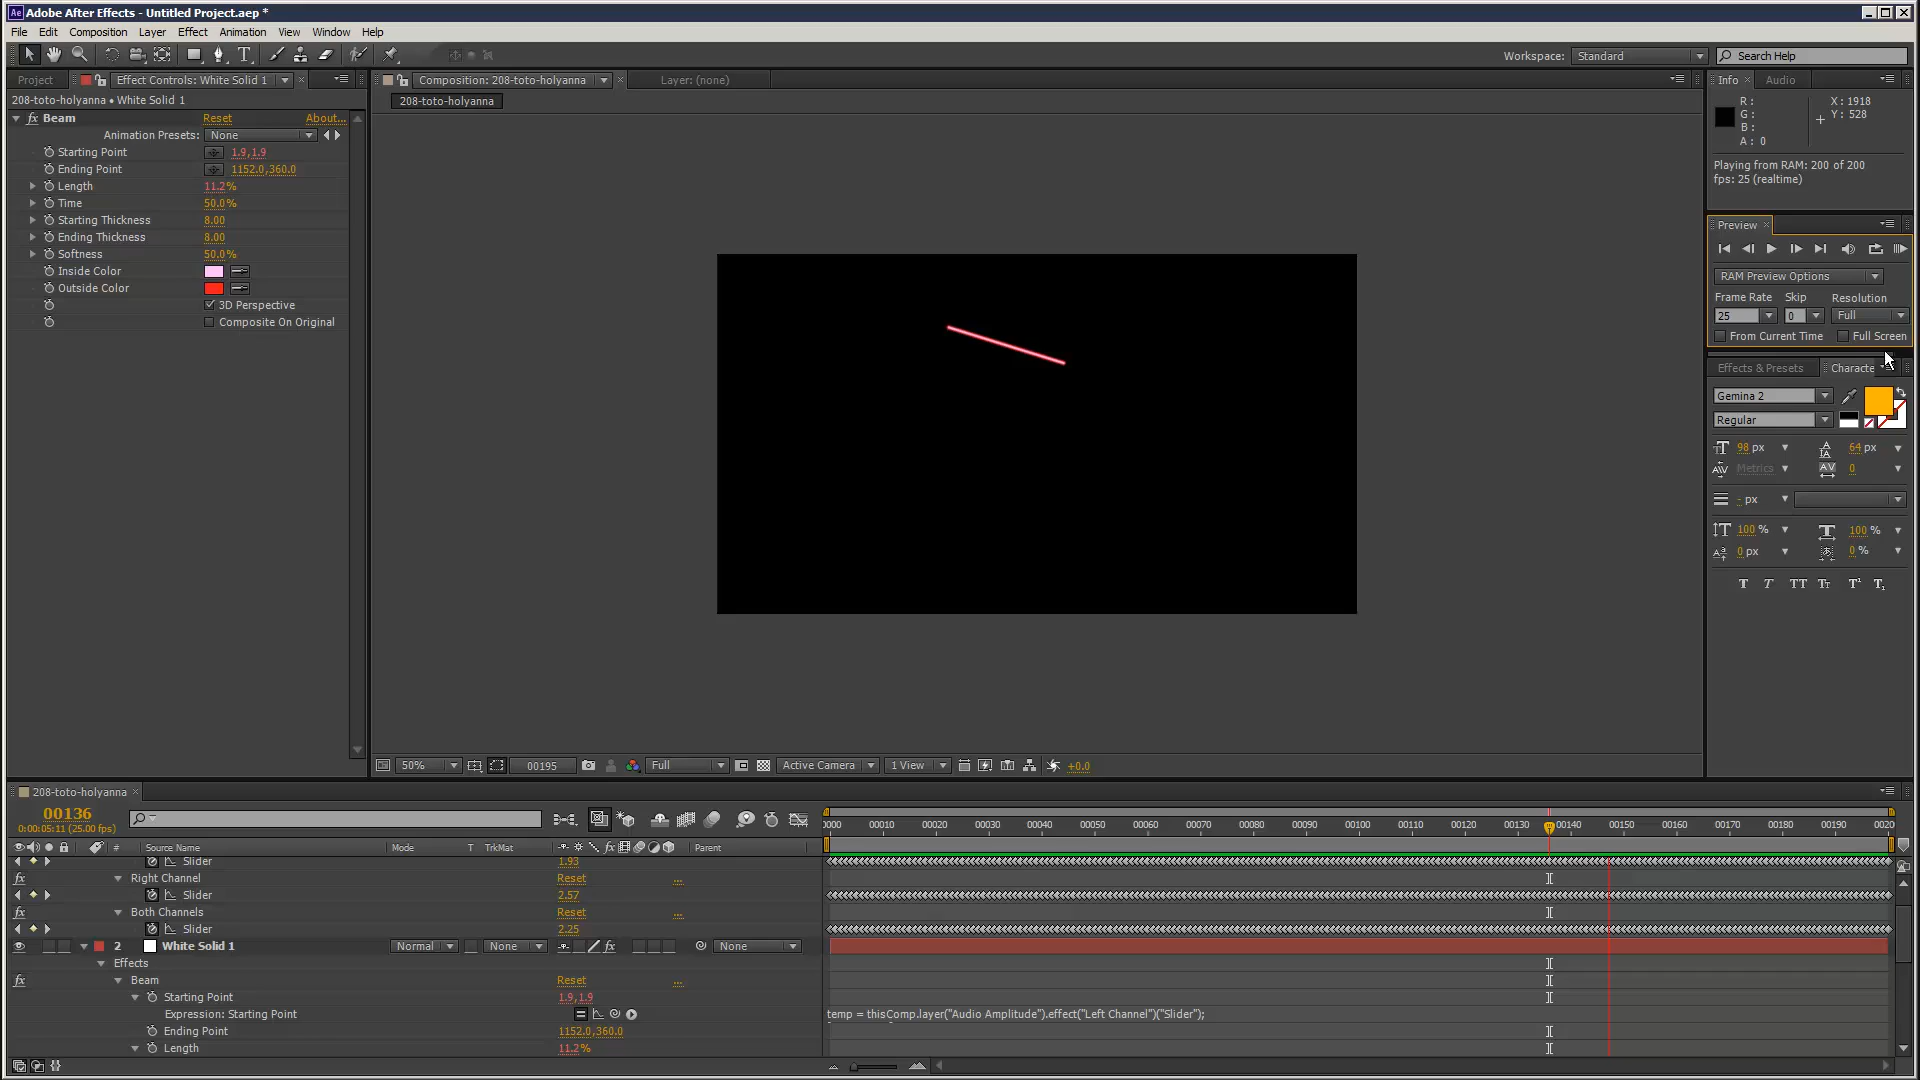 Adobe After Effects - Untitled Project.aep *
File Edit Composition Layer Effect Animation View Window Help
Workspace: Standard Search Help
Project Effect Controls: White Solid 1
Composition: 208-toto-holyanna Layer: (none)
Info Audio
208-toto-holyanna • White Solid 1
208-toto-holyanna
R: X: 1918
G: Y: 528
B:
A: 0
Playing from RAM: 200 of 200
fps: 25 (realtime)
fx Beam Reset About...
Animation Presets: None
Starting Point 1.9,1.9
Ending Point 1152.0,360.0
Length 11.2%
Time 50.0%
Starting Thickness 8.00
Ending Thickness 8.00
Softness 50.0%
Inside Color
Outside Color
3D Perspective
Composite On Original
Preview
RAM Preview Options
Frame Rate Skip Resolution
25 0 Full
From Current Time Full Screen
Effects & Presets Characte
Gemina 2
Regular
98 px 64 px
Metrics 0
- px
100 % 100 %
0 px 0 %
T T TT Tr T¹ T₁
50% 00195 Full Active Camera 1 View +0.0
208-toto-holyanna
00136
0:00:05:11 (25.00 fps)
0000 00010 00020 00030 00040 00050 00060 00070 00080 00090 00100 00110 00120 00130 00140 00150 00160 00170 00180 00190 0020
# Source Name Mode T TrkMat Parent
Slider 1.93
fx Right Channel Reset ...
Slider 2.57
fx Both Channels Reset ...
Slider 2.25
2 White Solid 1 Normal None fx None
Effects
fx Beam Reset ...
Starting Point 1.9,1.9
Expression: Starting Point temp = thisComp.layer("Audio Amplitude").effect("Left Channel")("Slider");
Ending Point 1152.0,360.0
Length 11.2%